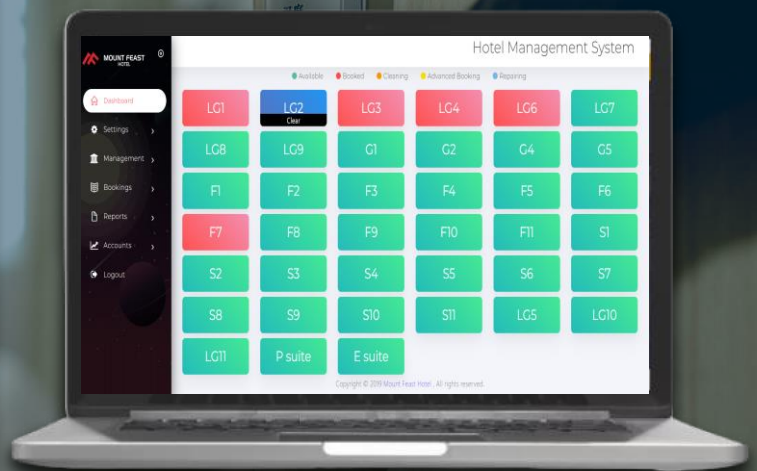 MOUNT FEAST
HOTEL
Hotel Management System
Available Booked Cleaning Advanced Booking Repairing
Dashboard
Settings
Management
Bookings
Reports
Accounts
Logout
LG1 LG2 LG3 LG4 LG6 LG7
Clear
LG8 LG9 G1 G2 G4 G5
F1 F2 F3 F4 F5 F6
F7 F8 F9 F10 F11 S1
S2 S3 S4 S5 S6 S7
S8 S9 S10 S11 LG5 LG10
LG11 P suite E suite
Copyright © 2019 Mount Feast Hotel . All rights reserved.